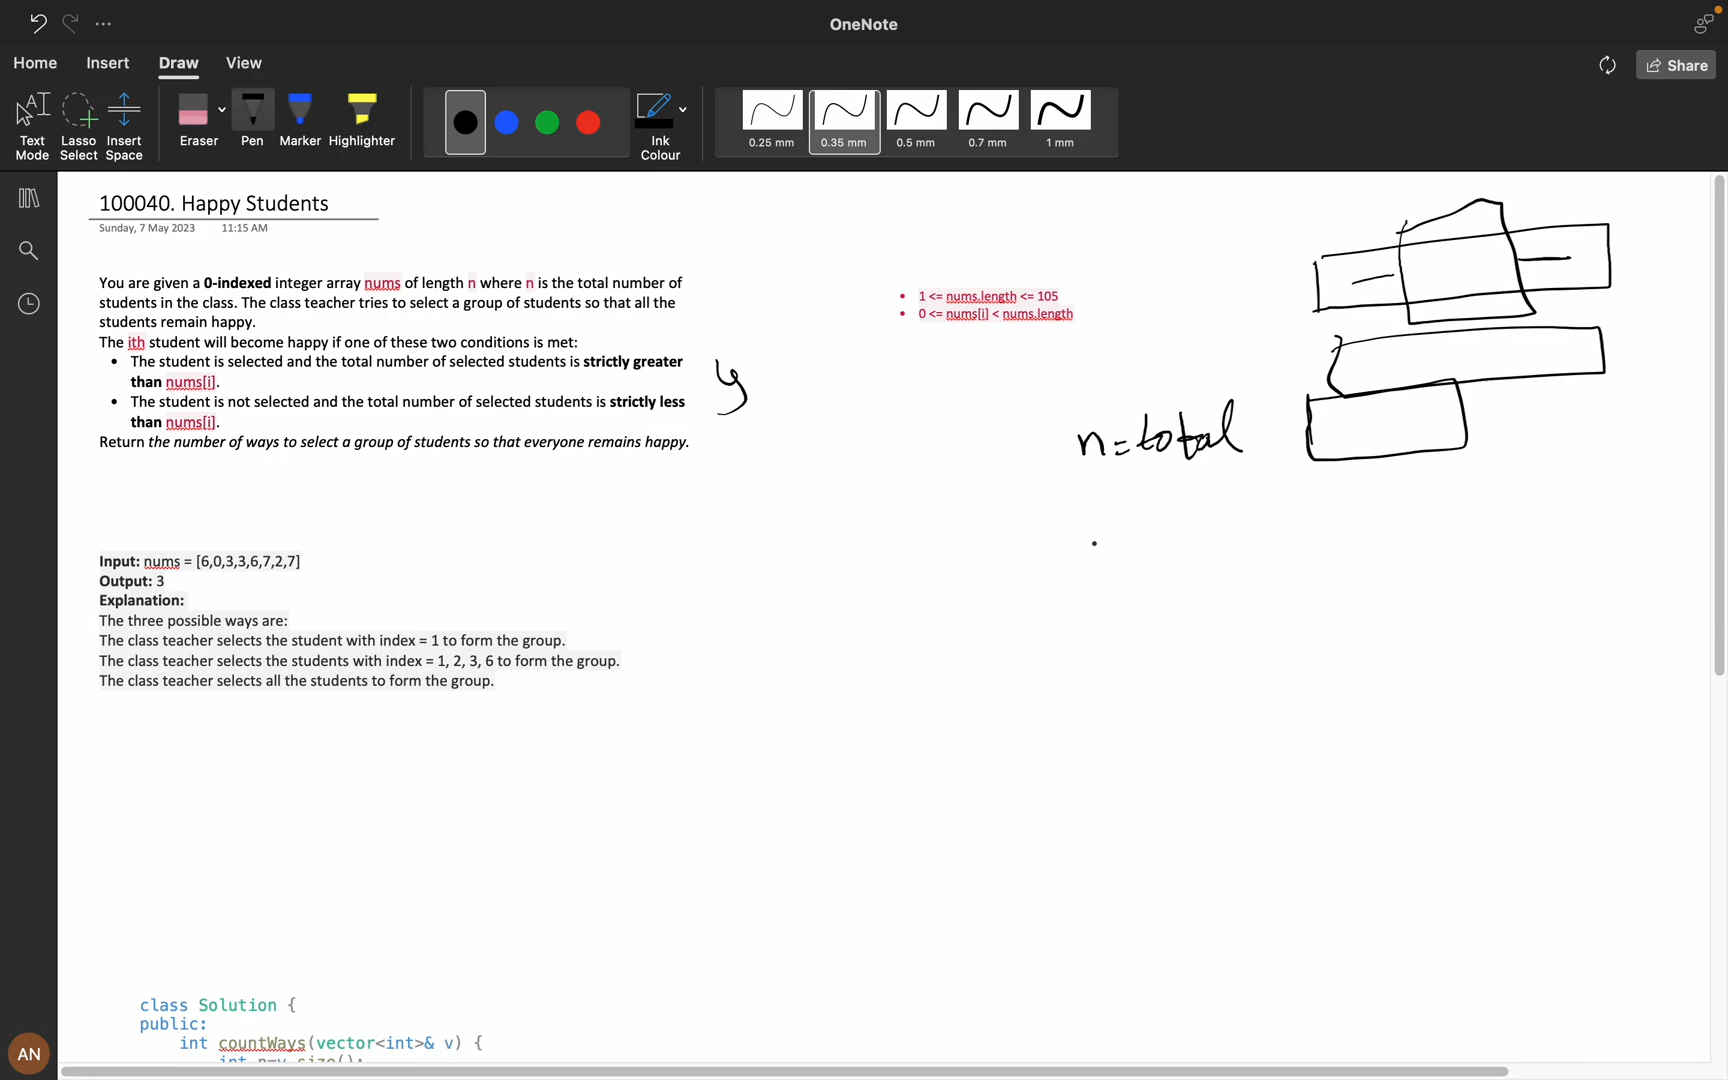 OneNote
Home Insert Draw View
Share
Text Mode
Lasso Select
Insert Space
Eraser
Pen
Marker
Highlighter
Ink Colour
0.25 mm
0.35 mm
0.5 mm
0.7 mm
1 mm
100040. Happy Students
Sunday, 7 May 2023 11:15 AM
You are given a 0-indexed integer array nums of length n where n is the total number of
students in the class. The class teacher tries to select a group of students so that all the
students remain happy.
The ith student will become happy if one of these two conditions is met:
• The student is selected and the total number of selected students is strictly greater
than nums[i].
• The student is not selected and the total number of selected students is strictly less
than nums[i].
Return the number of ways to select a group of students so that everyone remains happy.
• 1 <= nums.length <= 105
• 0 <= nums[i] < nums.length
n=total
Input: nums = [6,0,3,3,6,7,2,7]
Output: 3
Explanation:
The three possible ways are:
The class teacher selects the student with index = 1 to form the group.
The class teacher selects the students with index = 1, 2, 3, 6 to form the group.
The class teacher selects all the students to form the group.
class Solution {
public:
int countWays(vector<int>& v) {
int n=v.size();
AN